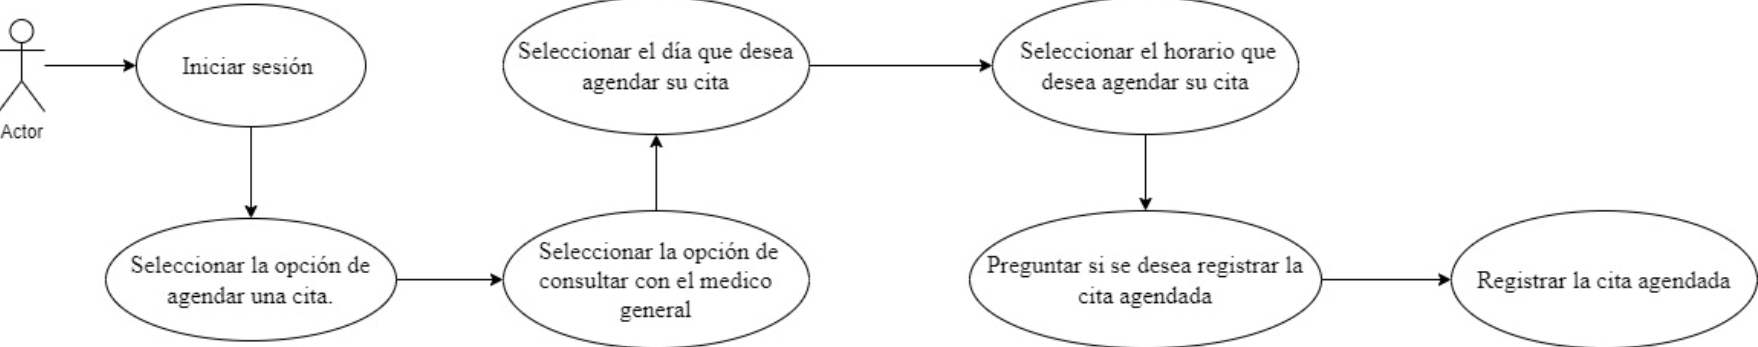 Actor
Iniciar sesión
Seleccionar la opción de
agendar una cita.
Seleccionar la opción de
consultar con el medico
general
Seleccionar el día que desea
agendar su cita
Seleccionar el horario que
desea agendar su cita
Preguntar si se desea registrar la
cita agendada
Registrar la cita agendada